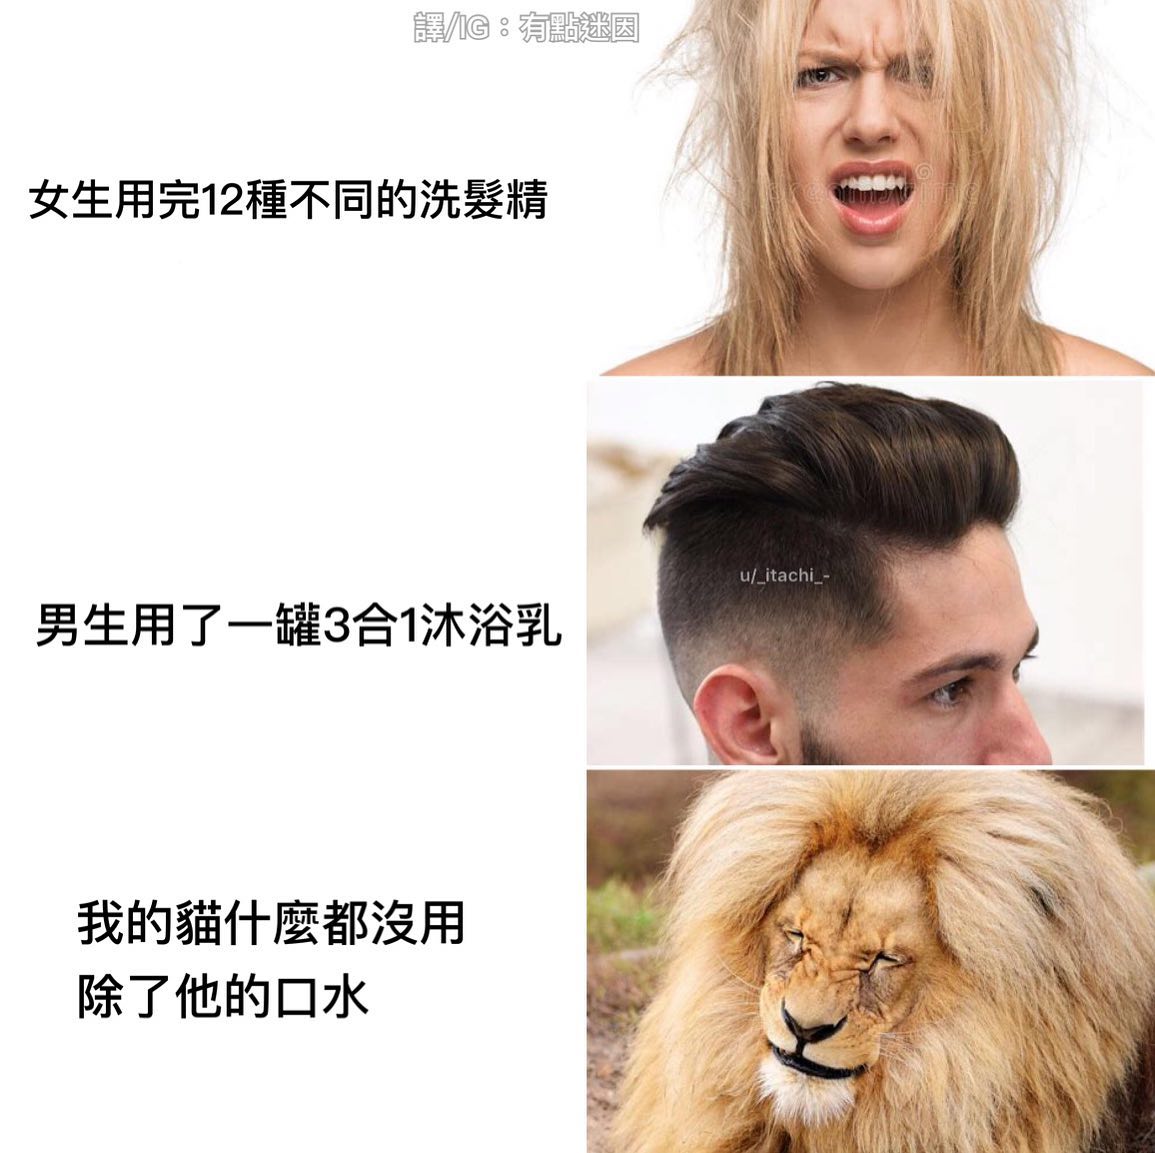 譯/IG：有點迷因
女生用完12種不同的洗髮精
u/_itachi_-
男生用了一罐3合1沐浴乳
我的貓什麼都沒用
除了他的口水